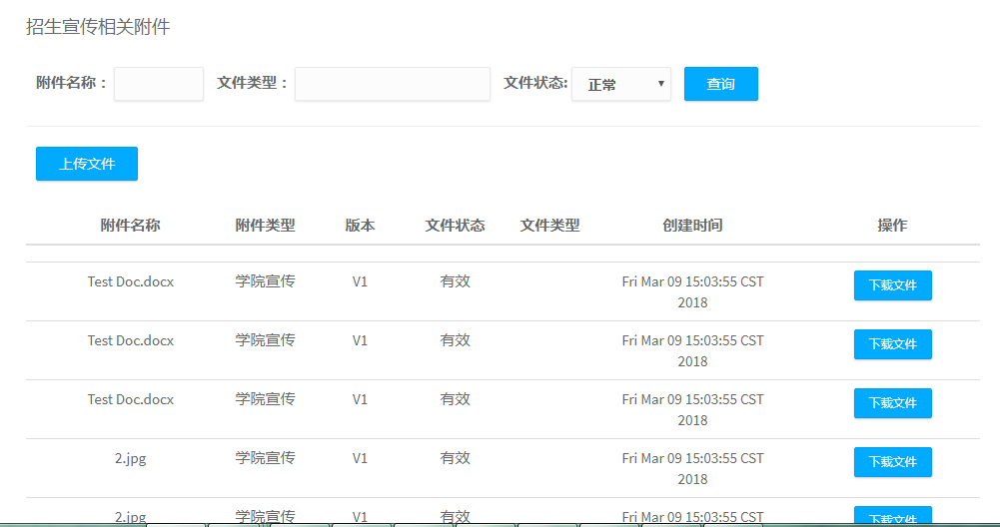 招生宣传相关附件
附件名称： 文件类型： 文件状态: 正常 查询
上传文件
附件名称 附件类型 版本 文件状态 文件类型 创建时间 操作
Test Doc.docx 学院宣传 V1 有效 Fri Mar 09 15:03:55 CST 2018 下载文件
Test Doc.docx 学院宣传 V1 有效 Fri Mar 09 15:03:55 CST 2018 下载文件
Test Doc.docx 学院宣传 V1 有效 Fri Mar 09 15:03:55 CST 2018 下载文件
2.jpg 学院宣传 V1 有效 Fri Mar 09 15:03:55 CST 2018 下载文件
2.jpg 学院宣传 V1 有效 Fri Mar 09 15:03:55 CST 下载文件